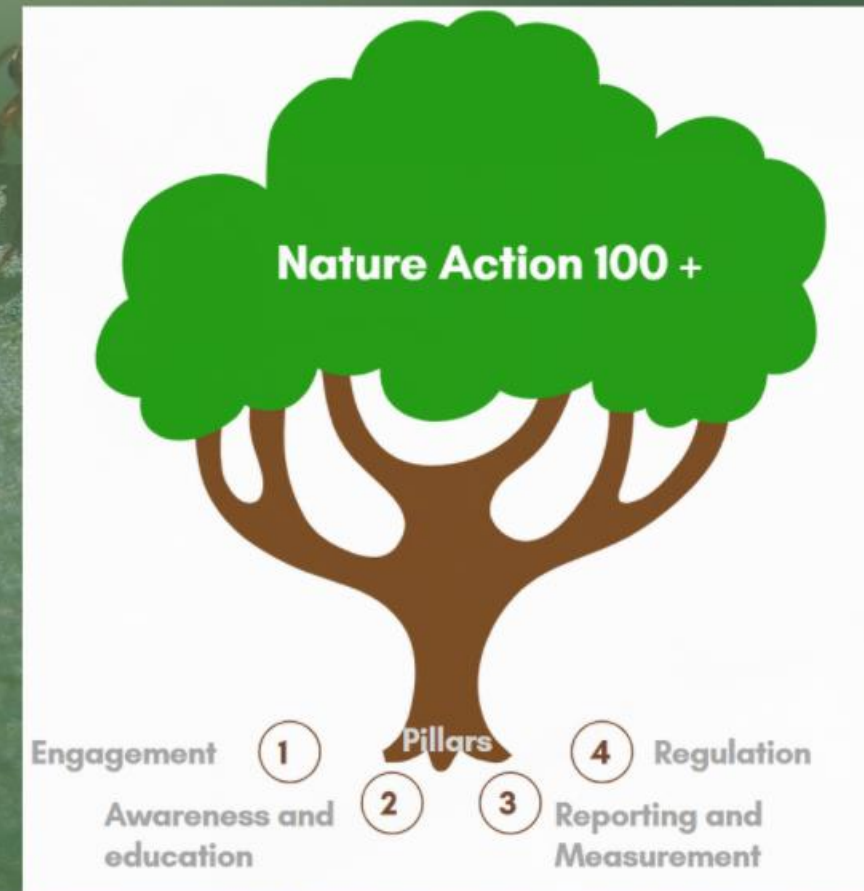 Nature Action 100 +
Pillars
Engagement
1
2
Awareness and
education
3
Reporting and
Measurement
4
Regulation